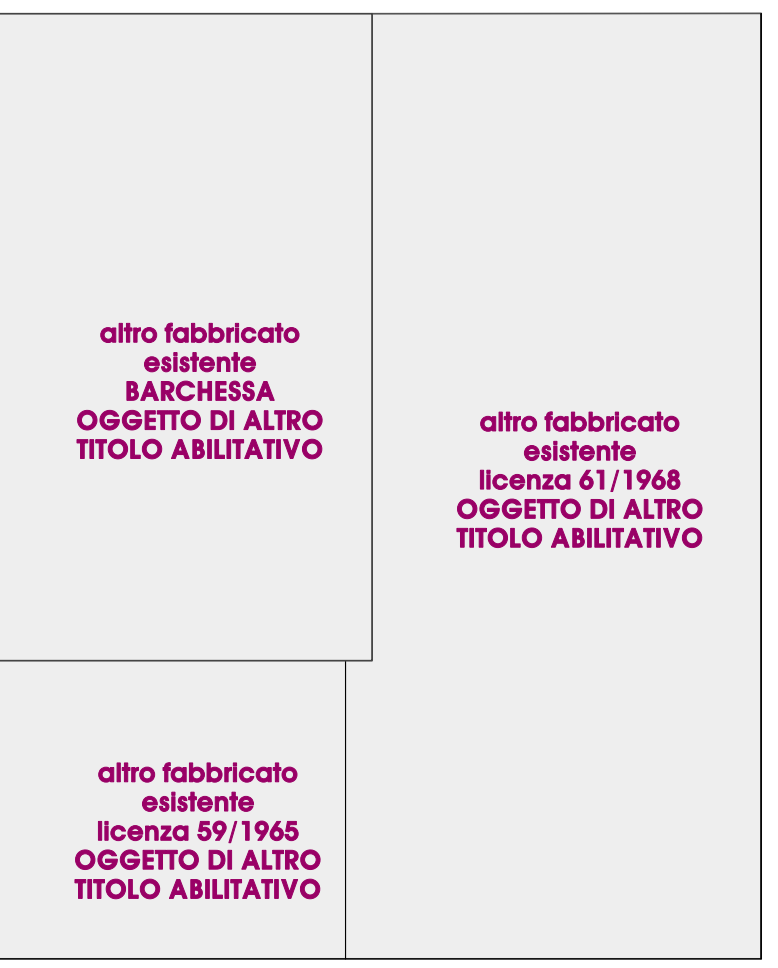 altro fabbricato
esistente
BARCHESSA
OGGETTO DI ALTRO
TITOLO ABILITATIVO
altro fabbricato
esistente
licenza 61/1968
OGGETTO DI ALTRO
TITOLO ABILITATIVO
altro fabbricato
esistente
licenza 59/1965
OGGETTO DI ALTRO
TITOLO ABILITATIVO